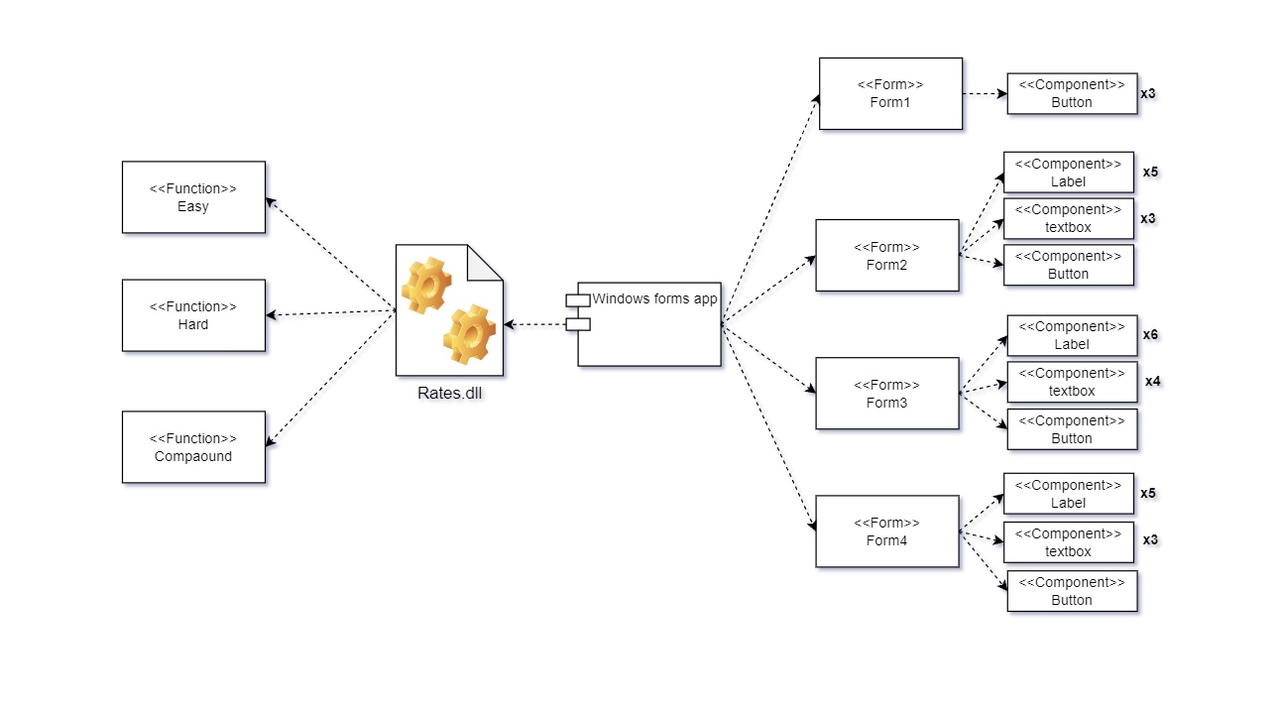 <<Function>>
Easy
<<Function>>
Hard
<<Function>>
Compaound
Rates.dll
Windows forms app
<<Form>>
Form1
<<Component>>
Button
x3
<<Form>>
Form2
<<Component>>
Label
x5
<<Component>>
textbox
x3
<<Component>>
Button
<<Form>>
Form3
<<Component>>
Label
x6
<<Component>>
textbox
x4
<<Component>>
Button
<<Form>>
Form4
<<Component>>
Label
x5
<<Component>>
textbox
x3
<<Component>>
Button